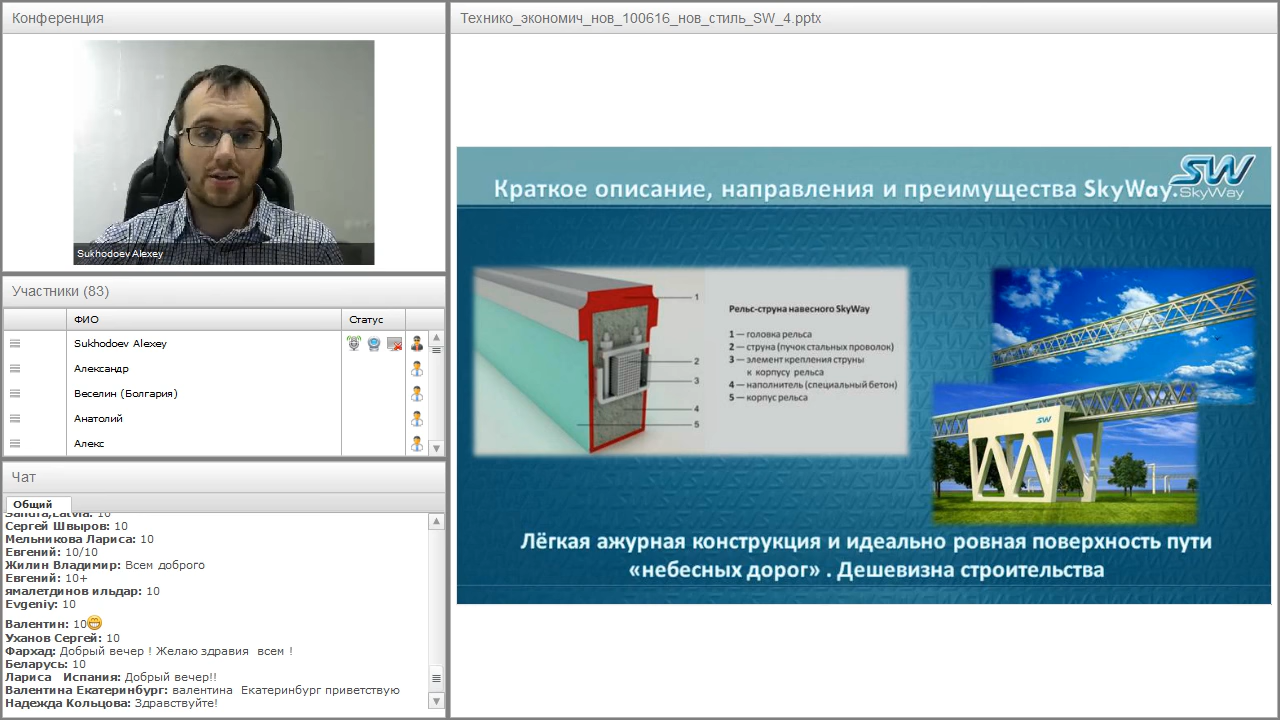 Конференция
Sukhodoev Alexey
Участники (83)
ФИО
Статус
Sukhodoev Alexey
Александр
Веселин (Болгария)
Анатолий
Алекс
Чат
Общий
Sandra,Latvia: 10
Сергей Швыров: 10
Мельникова Лариса: 10
Евгений: 10/10
Жилин Владимир: Всем доброго
Евгений: 10+
ямалетдинов ильдар: 10
Evgeniy: 10
Валентин: 10
Уханов Сергей: 10
Фархад: Добрый вечер ! Желаю здравия всем !
Беларусь: 10
Лариса Испания: Добрый вечер!!
Валентина Екатеринбург: валентина Екатеринбург приветствую
Надежда Кольцова: Здравствуйте!
Технико_экономич_нов_100616_нов_стиль_SW_4.pptx
SW
SkyWay
Краткое описание, направления и преимущества SkyWay.
1
2
3
4
5
Рельс-струна навесного SkyWay
1 — головка рельса
2 — струна (пучок стальных проволок)
3 — элемент крепления струны
к корпусу рельса
4 — наполнитель (специальный бетон)
5 — корпус рельса
SW
Лёгкая ажурная конструкция и идеально ровная поверхность пути
«небесных дорог» . Дешевизна строительства